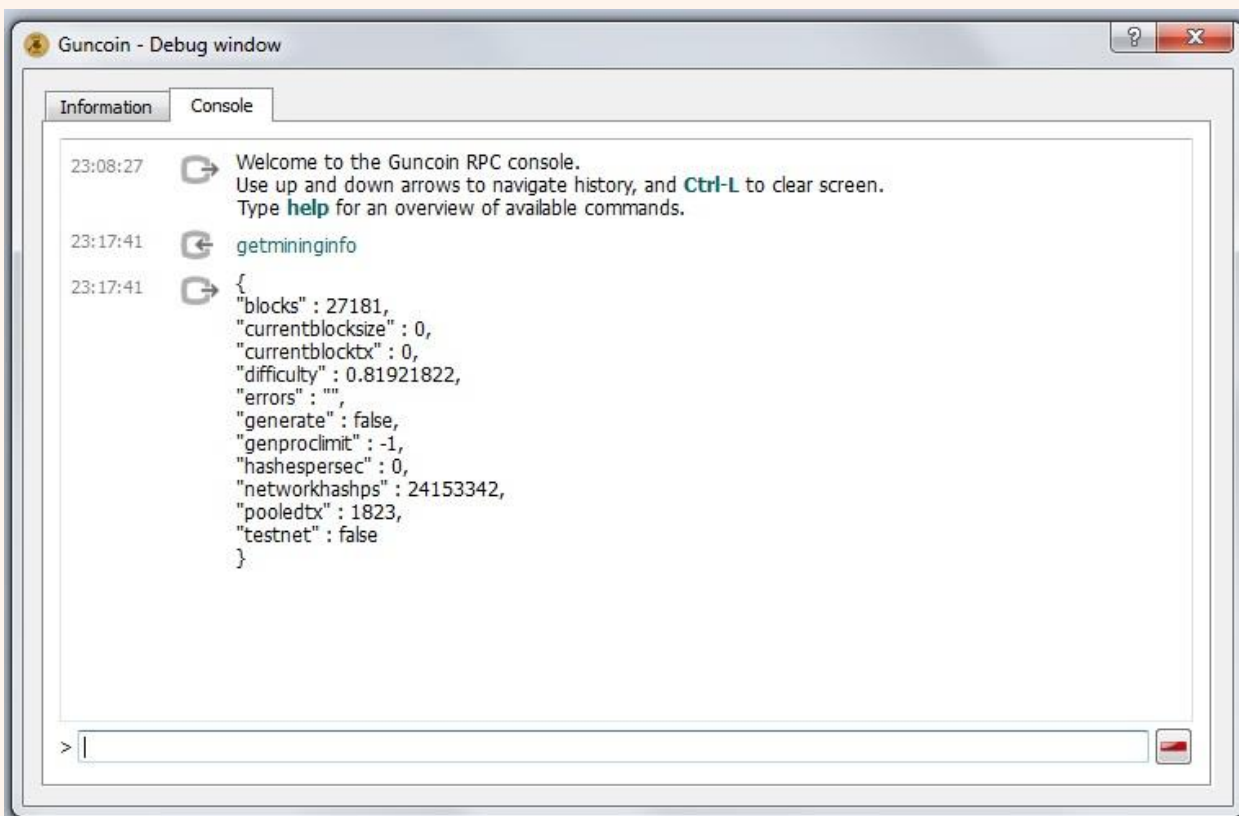 Guncoin - Debug window
Information
Console
23:08:27
Welcome to the Guncoin RPC console.
Use up and down arrows to navigate history, and Ctrl-L to clear screen.
Type help for an overview of available commands.
23:17:41
getmininginfo
23:17:41
{
"blocks" : 27181,
"currentblocksize" : 0,
"currentblocktx" : 0,
"difficulty" : 0.81921822,
"errors" : "",
"generate" : false,
"genproclimit" : -1,
"hashespersec" : 0,
"networkhashps" : 24153342,
"pooledtx" : 1823,
"testnet" : false
}
>